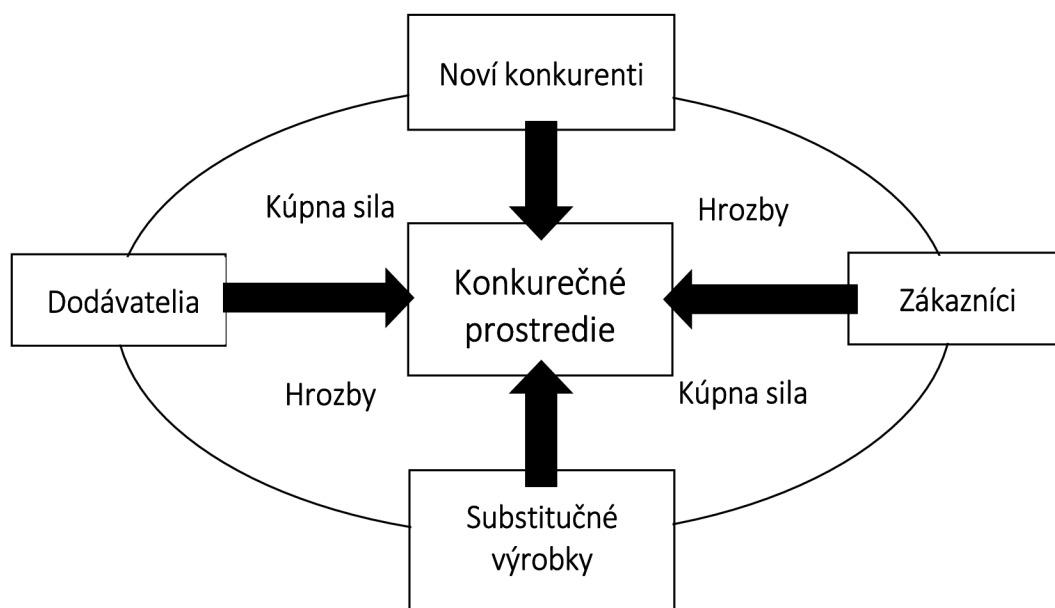 Noví konkurenti
Kúpna sila
Hrozby
Dodávatelia
Konkurečné
prostredie
Zákazníci
Hrozby
Kúpna sila
Substitučné
výrobky